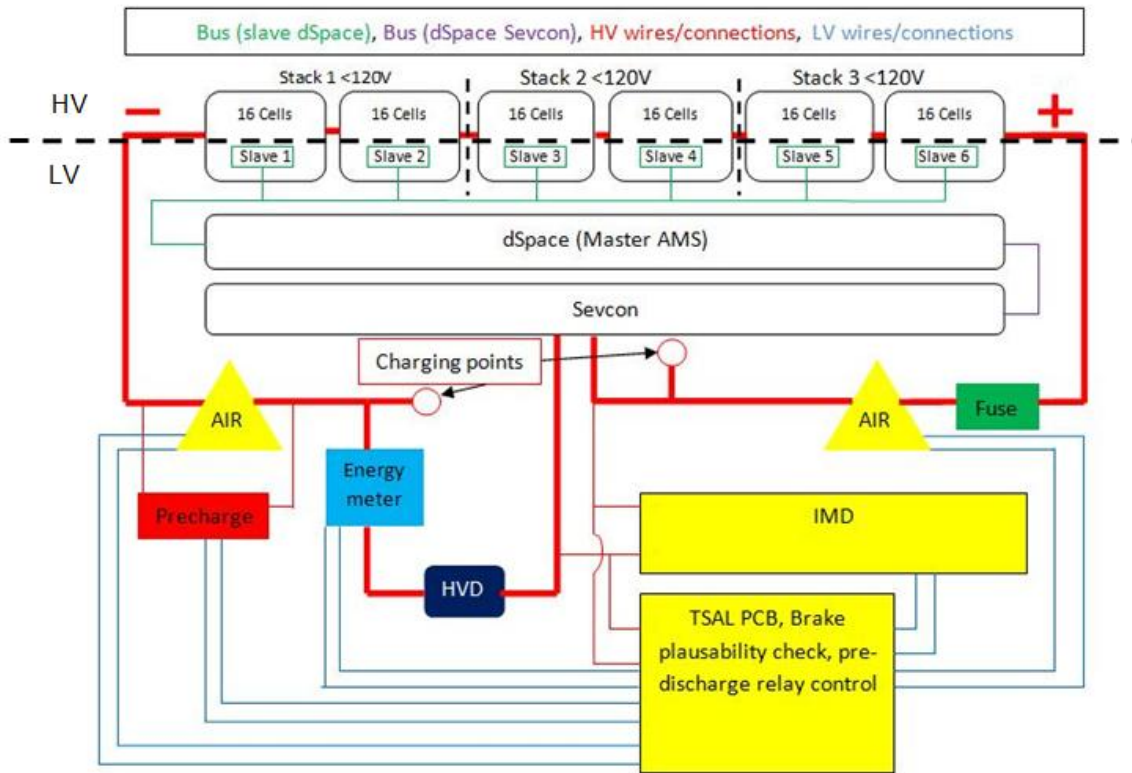 Bus (slave dSpace), Bus (dSpace Sevcon), HV wires/connections, LV wires/connections
Stack 1 <120V
Stack 2 <120V
Stack 3 <120V
HV
−
+
16 Cells
16 Cells
16 Cells
16 Cells
16 Cells
16 Cells
LV
Slave 1
Slave 2
Slave 3
Slave 4
Slave 5
Slave 6
dSpace (Master AMS)
Sevcon
Charging points
AIR
AIR
Fuse
Energy
meter
Precharge
IMD
HVD
TSAL PCB, Brake
plausability check, pre-
discharge relay control